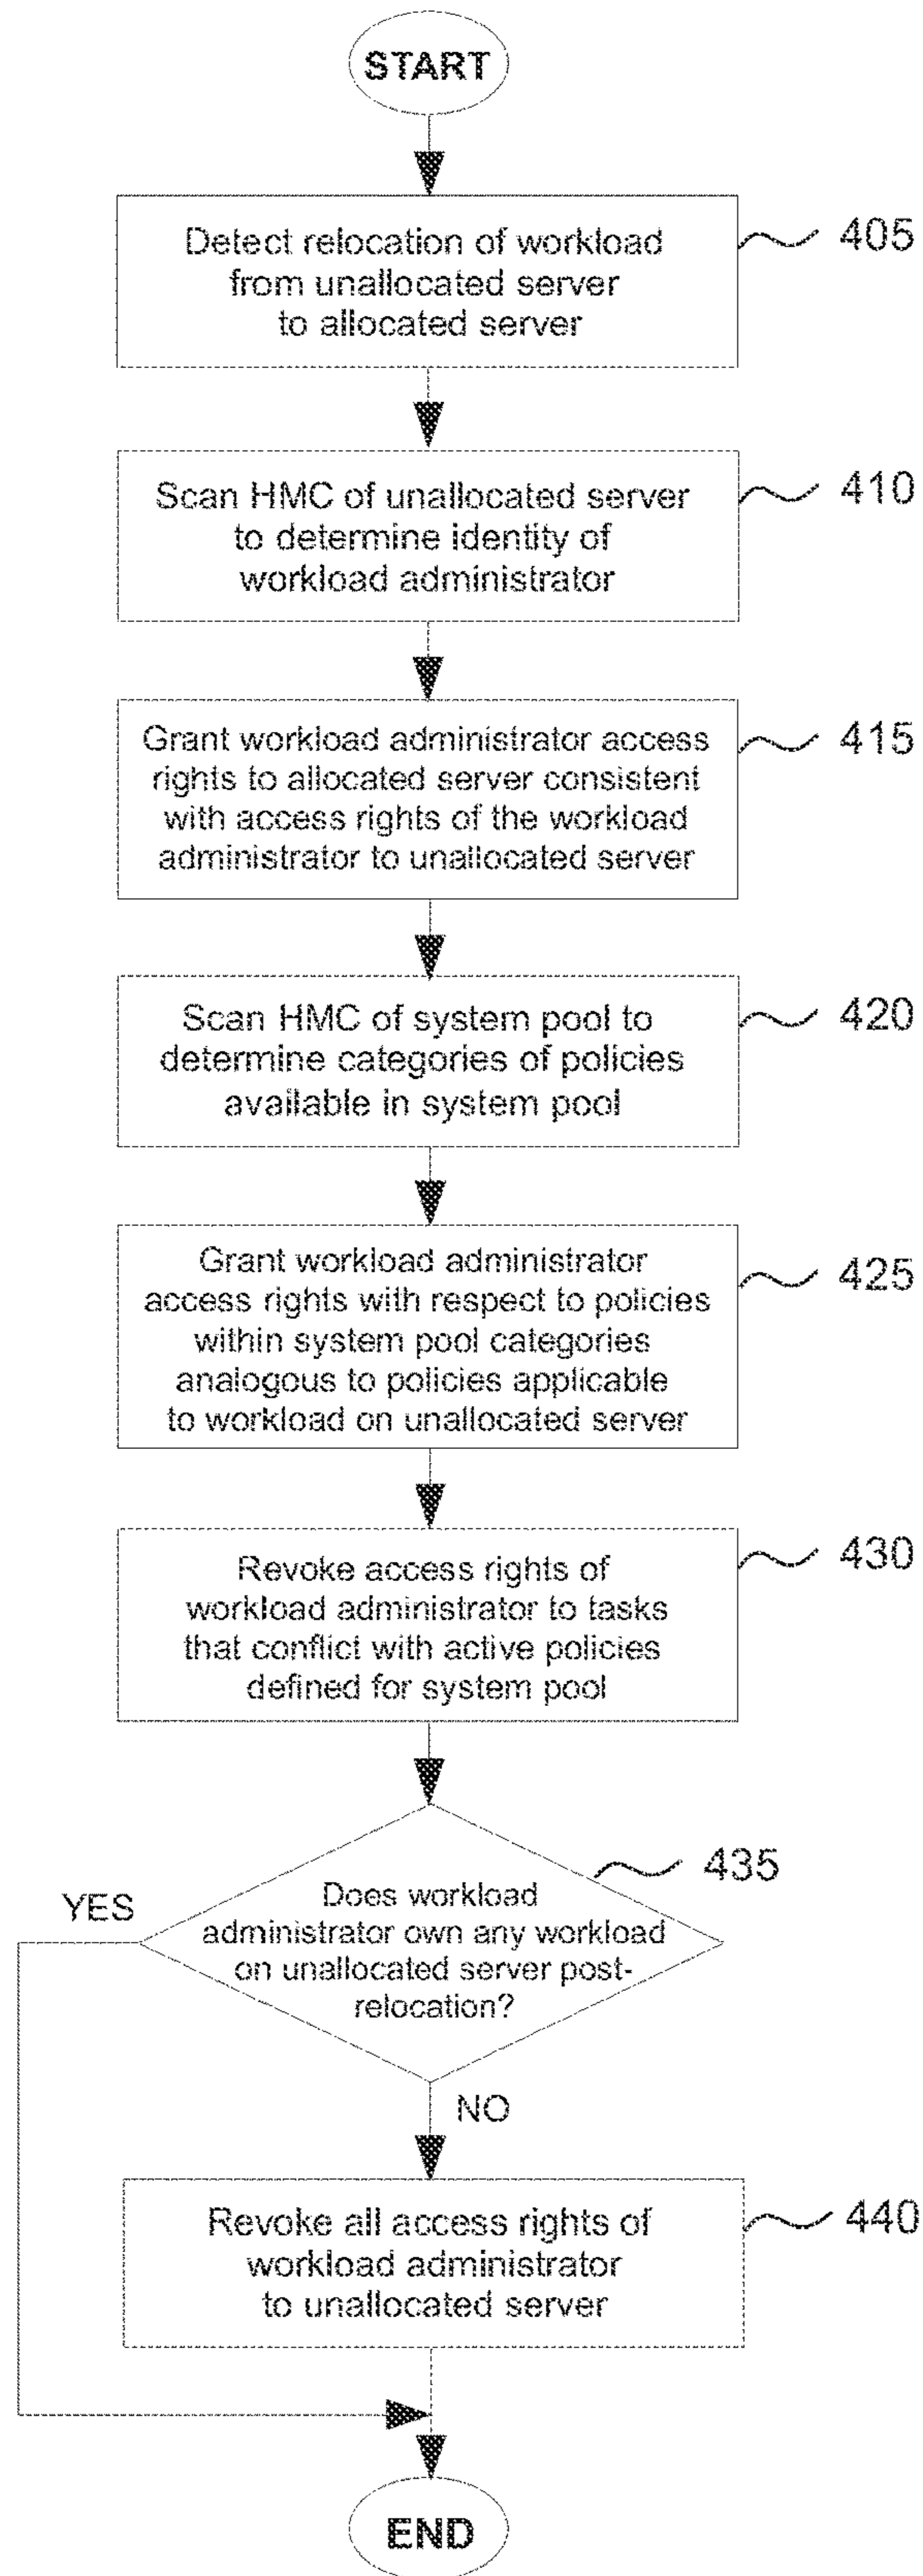 START
Detect relocation of workload
from unallocated server
to allocated server
405
Scan HMC of unallocated server
to determine identity of
workload administrator
410
Grant workload administrator access
rights to allocated server consistent
with access rights of the workload
administrator to unallocated server
415
Scan HMC of system pool to
determine categories of policies
available in system pool
420
Grant workload administrator
access rights with respect to policies
within system pool categories
analogous to policies applicable
to workload on unallocated server
425
Revoke access rights of
workload administrator to tasks
that conflict with active policies
defined for system pool
430
435
YES
Does workload
administrator own any workload
on unallocated server post-
relocation?
NO
Revoke all access rights of
workload administrator
to unallocated server
440
END